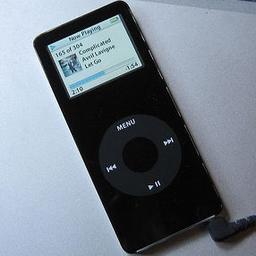 Now Playing
165 of 304
Complicated
Avril Lavigne
Let Go
2:10 -1:54
MENU